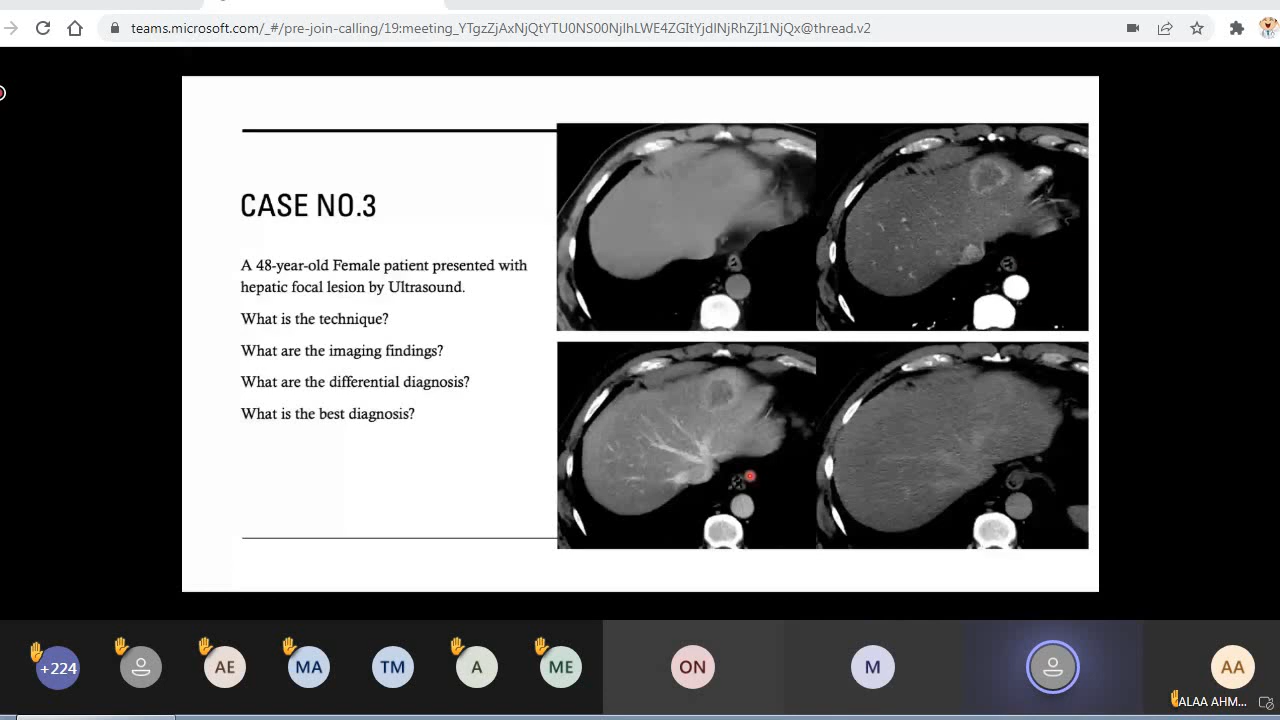 teams.microsoft.com/_#/pre-join-calling/19:meeting_YTgzZjAxNjQtYTU0NS00NjlhLWE4ZGItYjdlNjRhZjI1NjQx@thread.v2
CASE NO.3
A 48-year-old Female patient presented with
hepatic focal lesion by Ultrasound.
What is the technique?
What are the imaging findings?
What are the differential diagnosis?
What is the best diagnosis?
+224
AE
MA
TM
A
ME
ON
M
AA
ALAA AHM...